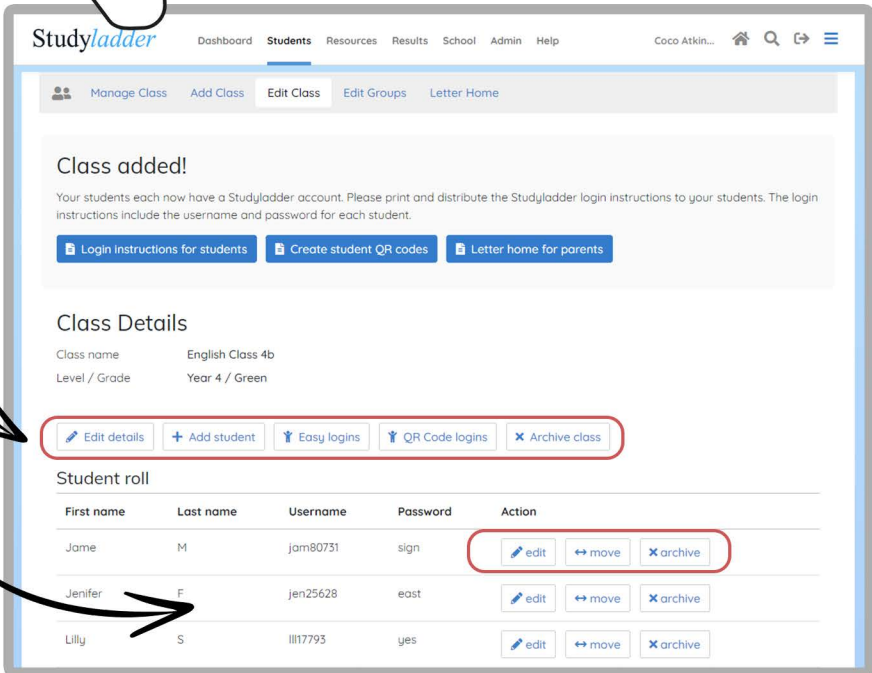 Studyladder Dashboard Students Resources Results School Admin Help Coco Atkin...
Manage Class Add Class Edit Class Edit Groups Letter Home
Class added!
Your students each now have a Studyladder account. Please print and distribute the Studyladder login instructions to your students. The login
instructions include the username and password for each student.
Login instructions for students Create student QR codes Letter home for parents
Class Details
Class name English Class 4b
Level / Grade Year 4 / Green
Edit details Add student Easy logins QR Code logins Archive class
Student roll
First name Last name Username Password Action
Jame M jam80731 sign edit move archive
Jenifer F jen25628 east edit move archive
Lilly S lll17793 yes edit move archive